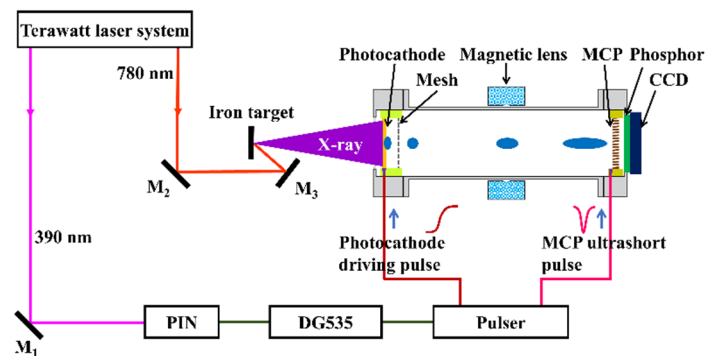 Terawatt laser system
780 nm
Iron target
X-ray
Photocathode
Mesh
Magnetic lens
MCP
Phosphor
CCD
M2
M3
390 nm
Photocathode
driving pulse
MCP ultrashort
pulse
M1
PIN
DG535
Pulser